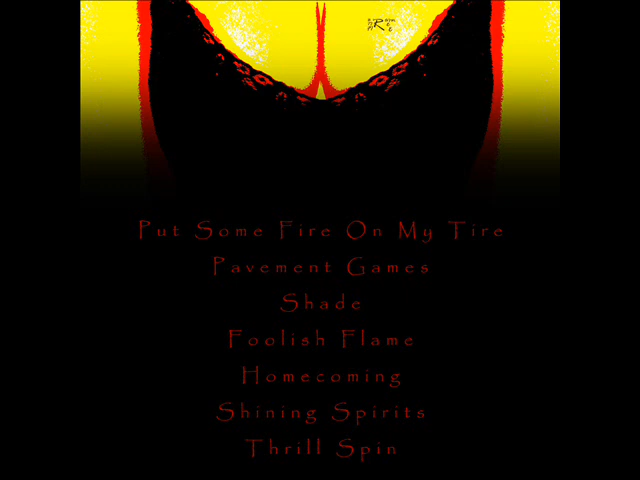 Put Some Fire On My Tire
Pavement Games
Shade
Foolish Flame
Homecoming
Shining Spirits
Thrill Spin